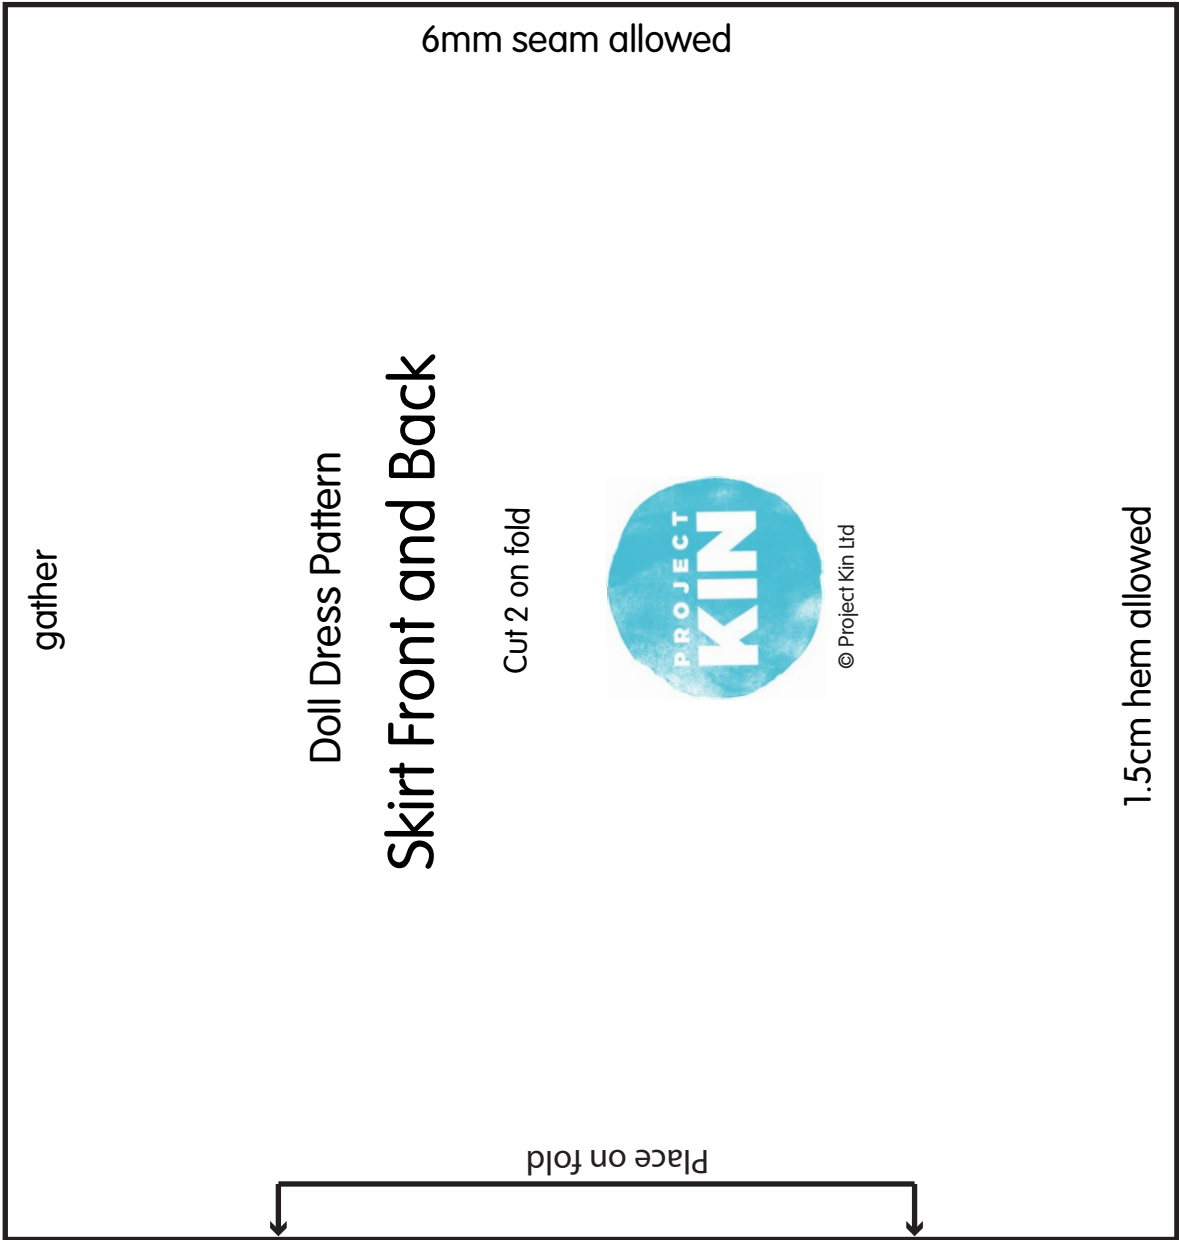 6mm seam allowed
gather
Doll Dress Pattern
Skirt Front and Back
Cut 2 on fold
PROJECT
KIN
© Project Kin Ltd
1.5cm hem allowed
Place on fold